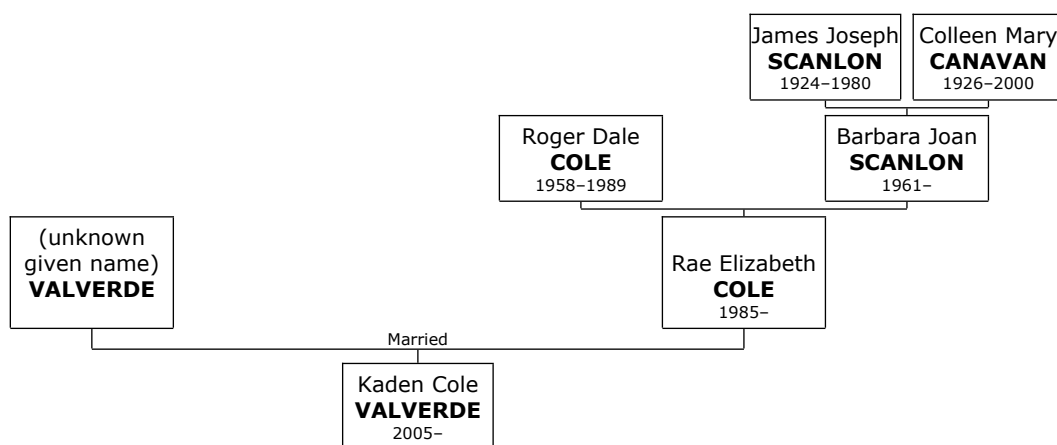 James Joseph
SCANLON
1924–1980
Colleen Mary
CANAVAN
1926–2000
Roger Dale
COLE
1958–1989
Barbara Joan
SCANLON
1961–
(unknown
given name)
VALVERDE
Rae Elizabeth
COLE
1985–
Married
Kaden Cole
VALVERDE
2005–